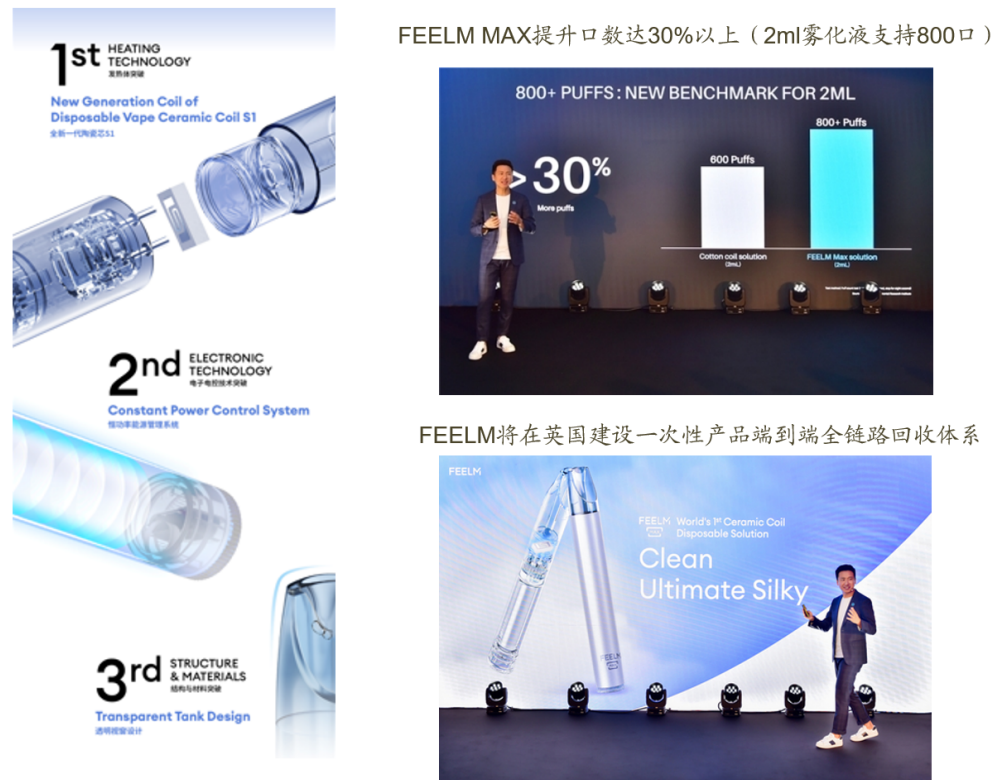 1st HEATING
TECHNOLOGY
发热体突破
New Generation Coil of
Disposable Vape Ceramic Coil S1
全新一代陶瓷芯S1
2nd ELECTRONIC
TECHNOLOGY
电子电控技术突破
Constant Power Control System
恒功率能源管理系统
3rd STRUCTURE
& MATERIALS
结构与材料突破
Transparent Tank Design
透明视窗设计
FEELM MAX提升口数达30%以上（2ml雾化液支持800口）
800+ PUFFS: NEW BENCHMARK FOR 2ML
>30%
More puffs
600 Puffs
800+ Puffs
Cotton coil solution
(2mL)
FEELM Max solution
(2mL)
FEELM将在英国建设一次性产品端到端全链路回收体系
FEELM
FEELM World's 1st Ceramic Coil
Disposable Solution
Clean
Ultimate Silky
FEELM